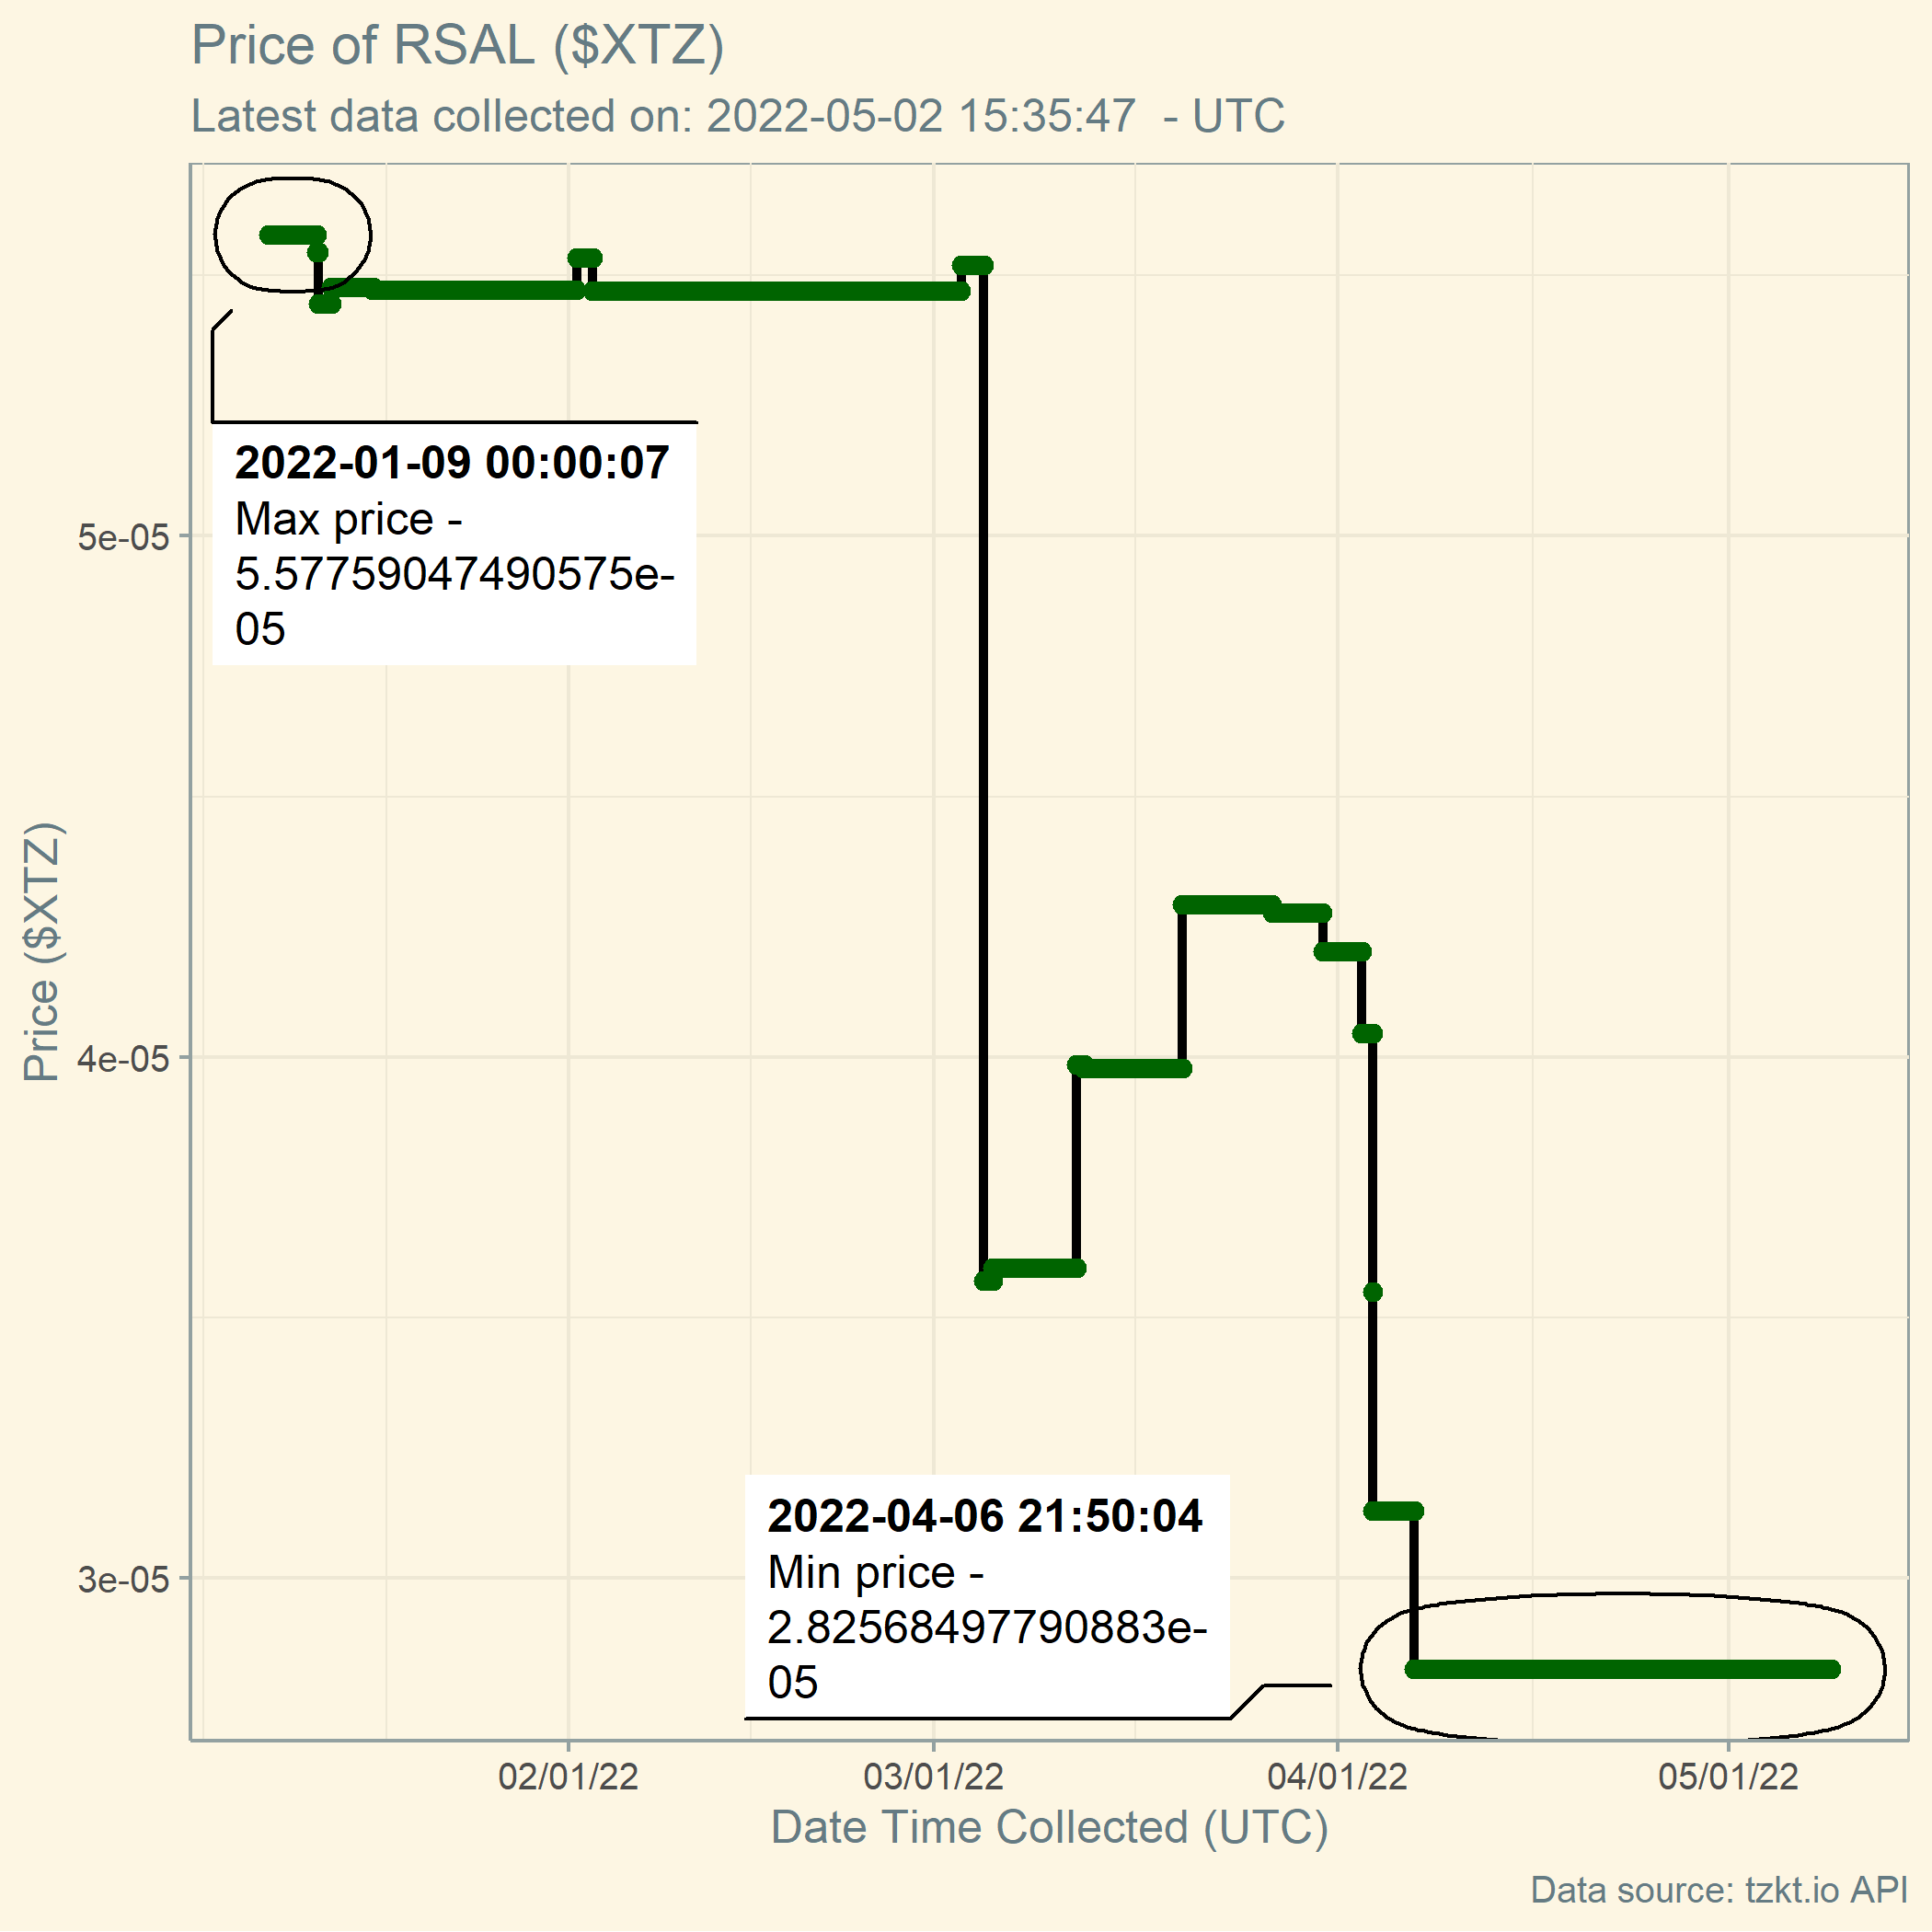 Price of RSAL ($XTZ)
Latest data collected on: 2022-05-02 15:35:47  - UTC
2022-01-09 00:00:07
Max price -
5.57759047490575e-
05
5e-05
Price ($XTZ)
4e-05
2022-04-06 21:50:04
Min price -
2.82568497790883e-
05
3e-05
02/01/22
03/01/22
04/01/22
05/01/22
Date Time Collected (UTC)
Data source: tzkt.io API